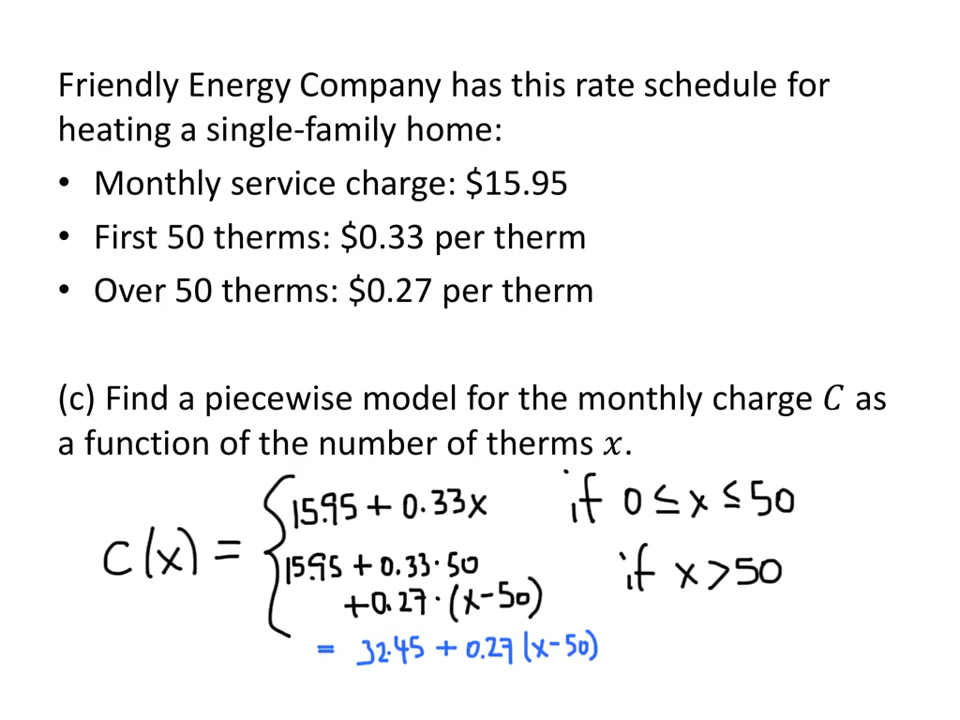 Friendly Energy Company has this rate schedule for
heating a single-family home:
• Monthly service charge: $15.95
• First 50 therms: $0.33 per therm
• Over 50 therms: $0.27 per therm
(c) Find a piecewise model for the monthly charge C as
a function of the number of therms x.
C(x) = { 15.95 + 0.33x if 0 ≤ x ≤ 50
15.95 + 0.33·50 if x > 50
+0.27·(x-50)
= 32.45 + 0.27(x-50)